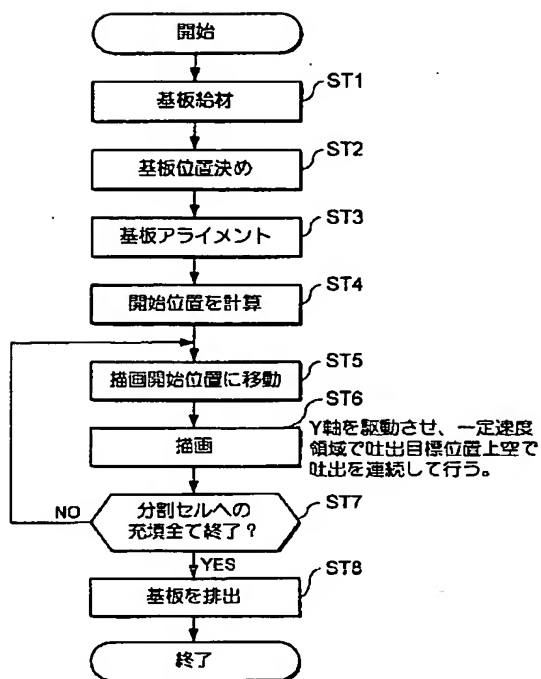 開始
ST1
基板給材
ST2
基板位置決め
ST3
基板アライメント
ST4
開始位置を計算
ST5
描画開始位置に移動
ST6
描画
Y軸を駆動させ、一定速度
領域で吐出目標位置上空で
吐出を連続して行う。
ST7
分割セルへの
充填全て終了?
NO
YES
ST8
基板を排出
終了